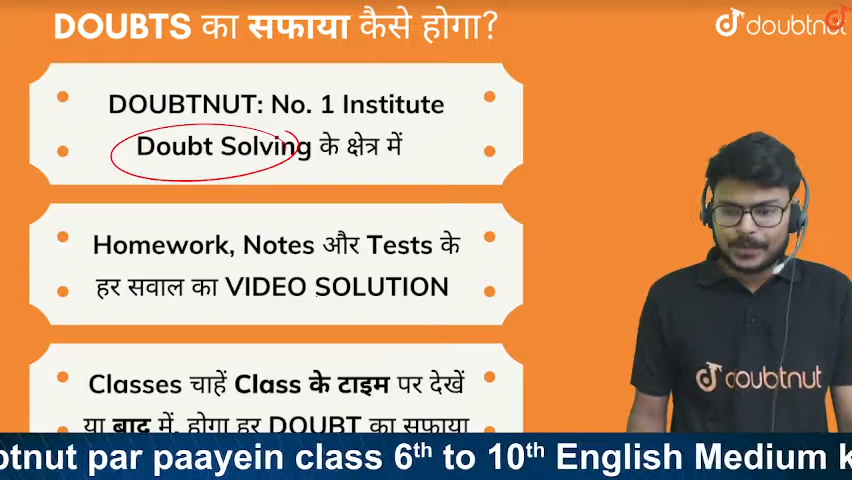 DOUBTS का सफाया कैसे होगा?
doubtnut
DOUBTNUT: No. 1 Institute
Doubt Solving के क्षेत्र में
Homework, Notes और Tests के
हर सवाल का VIDEO SOLUTION
Classes चाहें Class के टाइम पर देखें
या बाद में, होगा हर DOUBT का सफाया
doubtnut
par paayein class 6th to 10th English Medium